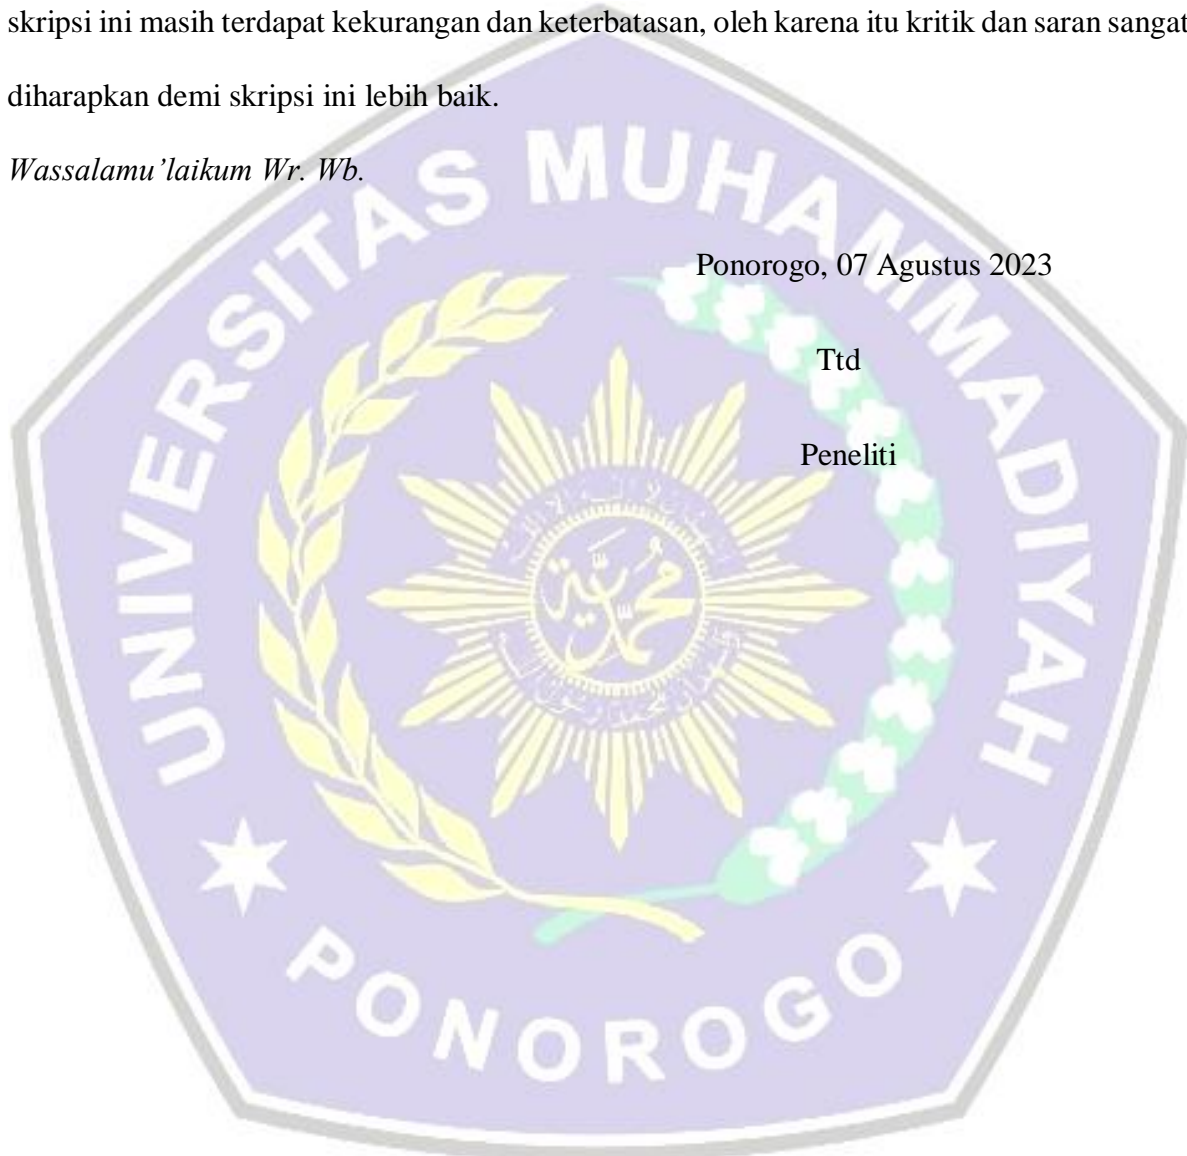 skripsi ini masih terdapat kekurangan dan keterbatasan, oleh karena itu kritik dan saran sangat
diharapkan demi skripsi ini lebih baik.
Wassalamu’laikum Wr. Wb.
Ponorogo, 07 Agustus 2023
Ttd
Peneliti
UNIVERSITAS MUHAMMADIYAH
محمدية
PONOROGO